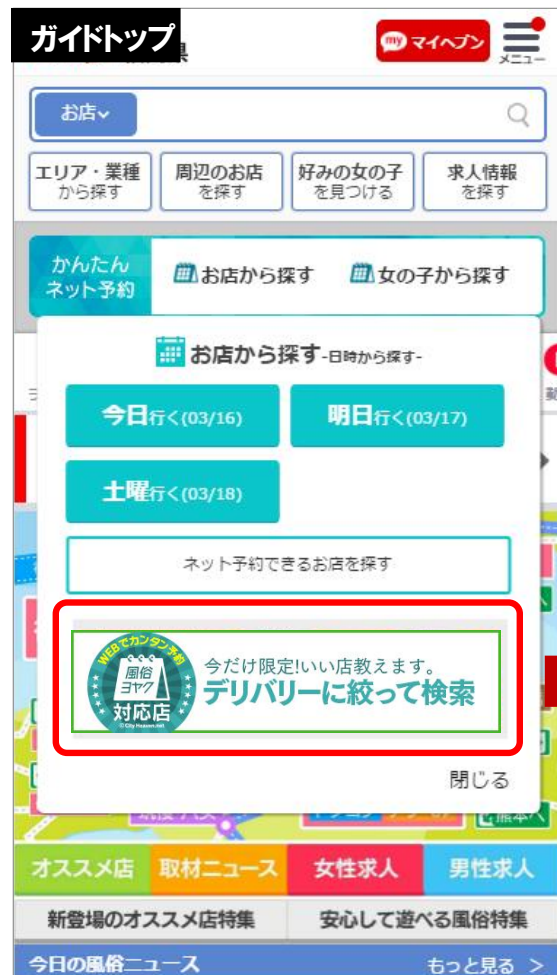 ガイドトップ
県
my マイヘブン
メニュー
お店
エリア・業種
から探す
周辺のお店
を探す
好みの女の子
を見つける
求人情報
を探す
かんたん
ネット予約
お店から探す
女の子から探す
お店から探す-日時から探す-
今日行く(03/16)
明日行く(03/17)
土曜行く(03/18)
ネット予約できるお店を探す
WEBでカンタン予約
風俗
ヨヤク
対応店
©City Heaven.net
今だけ限定!いい店教えます。
デリバリーに絞って検索
閉じる
オススメ店
取材ニュース
女性求人
男性求人
新登場のオススメ店特集
安心して遊べる風俗特集
今日の風俗ニュース
もっと見る >